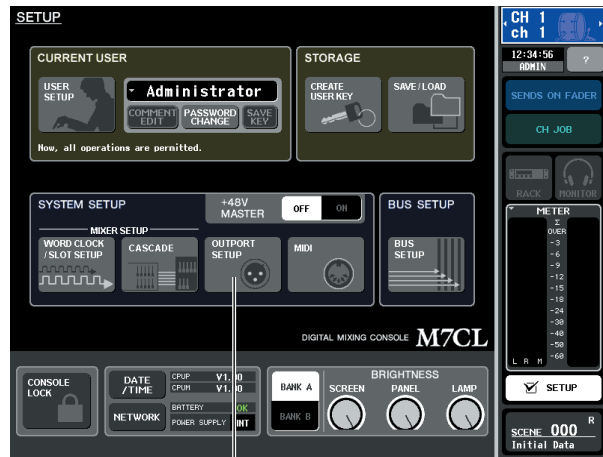 SETUP
CURRENT USER
USER SETUP
Administrator
COMMENT EDIT
PASSWORD CHANGE
SAVE KEY
Now, all operations are permitted.
STORAGE
CREATE USER KEY
SAVE/LOAD
SYSTEM SETUP
+48V MASTER
OFF
ON
MIXER SETUP
WORD CLOCK /SLOT SETUP
CASCADE
OUTPORT SETUP
MIDI
BUS SETUP
BUS SETUP
DIGITAL MIXING CONSOLE M7CL
CONSOLE LOCK
DATE /TIME
NETWORK
CPUP
CPUM V1.00
BATTERY OK
POWER SUPPLY INT
BANK A
BANK B
BRIGHTNESS
SCREEN
PANEL
LAMP
CH 1
ch 1
12:34:56
ADMIN
?
SENDS ON FADER
CH JOB
RACK
MONITOR
METER
Σ
OVER
-3
-6
-9
-12
-15
-18
-24
-30
-40
-50
-60
L R M
SETUP
SCENE 000 R
Initial Data